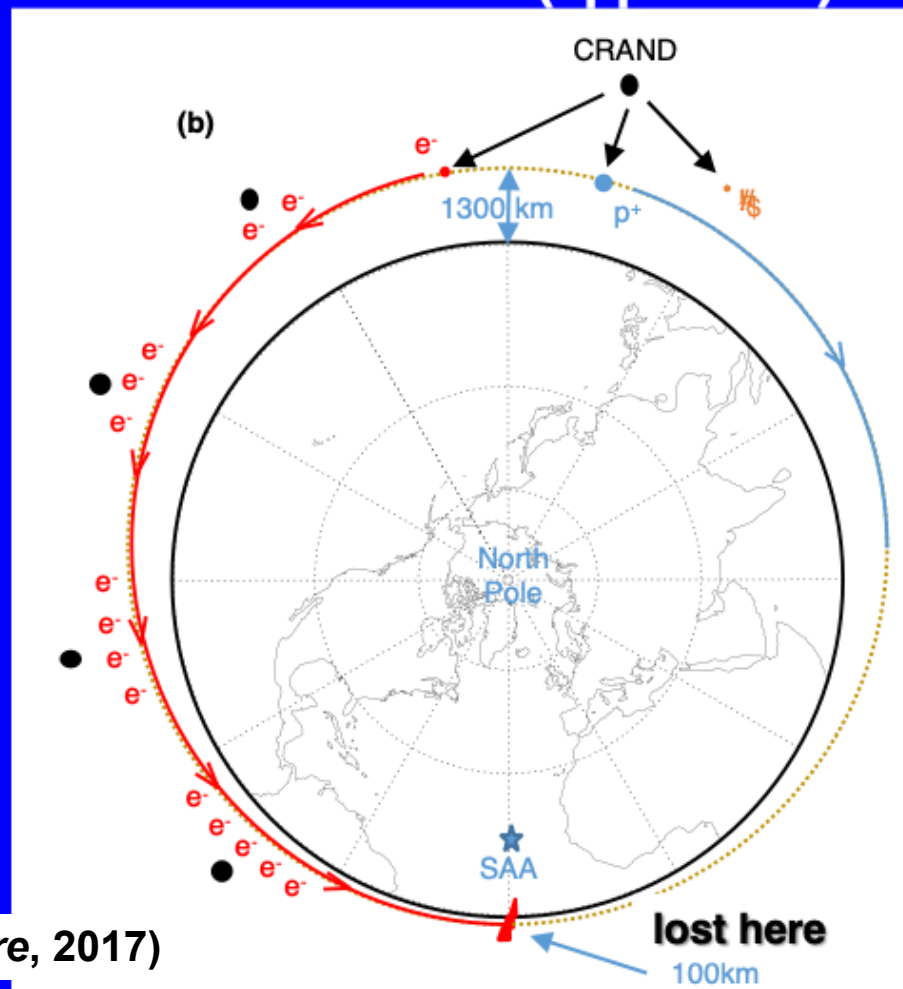 CRAND
(b)
e-
e-
1300 km
p+
e-
e-
e-
e-
e-
North
Pole
e-
e-
e-
e-
e-
e-
e-
e-
e-
SAA
lost here
re, 2017)
100km